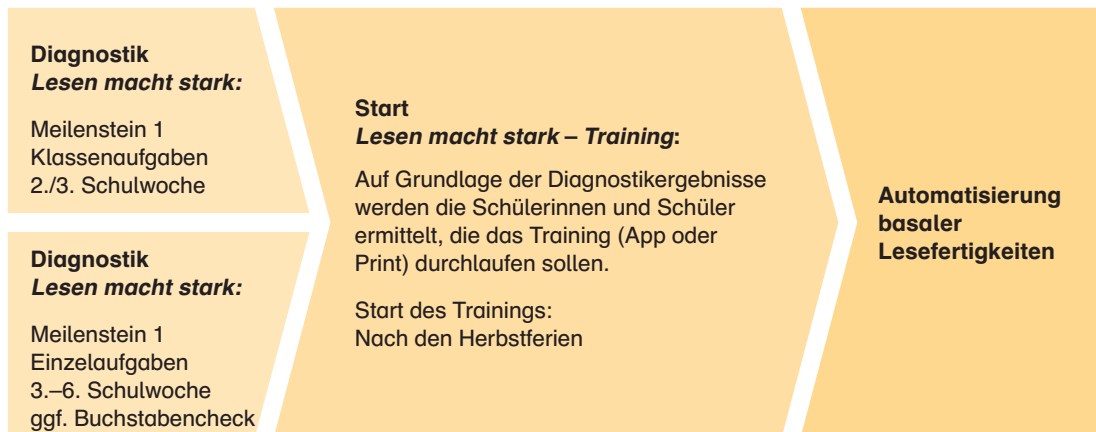 Diagnostik
Lesen macht stark:
Meilenstein 1
Klassenaufgaben
2./3. Schulwoche
Diagnostik
Lesen macht stark:
Meilenstein 1
Einzelaufgaben
3.–6. Schulwoche
ggf. Buchstabencheck
Start
Lesen macht stark – Training:
Auf Grundlage der Diagnostikergebnisse
werden die Schülerinnen und Schüler
ermittelt, die das Training (App oder
Print) durchlaufen sollen.
Start des Trainings:
Nach den Herbstferien
Automatisierung
basaler
Lesefertigkeiten